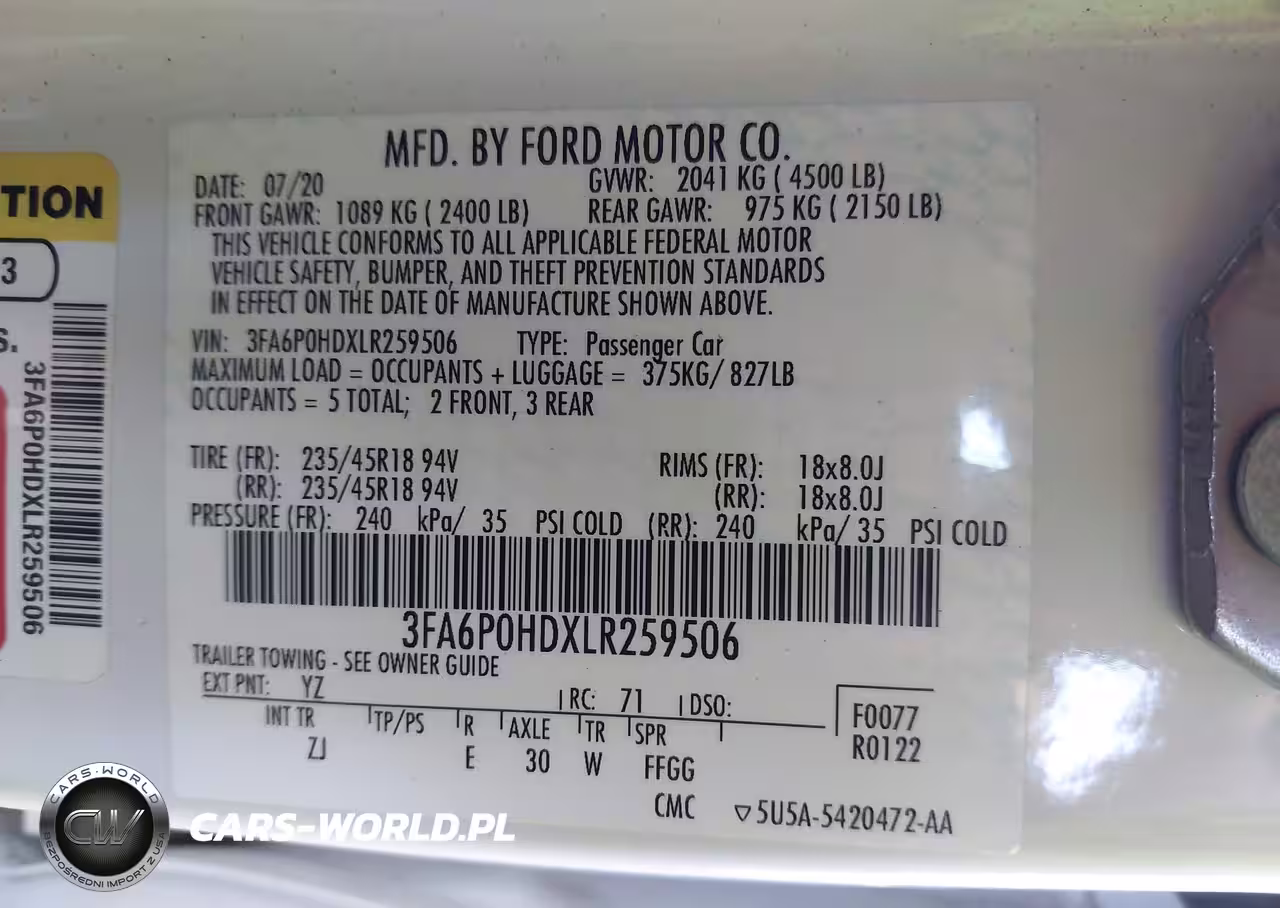 MFD. BY FORD MOTOR CO.
DATE: 07/20 GVWR: 2041 KG ( 4500 LB)
FRONT GAWR: 1089 KG ( 2400 LB) REAR GAWR: 975 KG ( 2150 LB)
THIS VEHICLE CONFORMS TO ALL APPLICABLE FEDERAL MOTOR
VEHICLE SAFETY, BUMPER, AND THEFT PREVENTION STANDARDS
IN EFFECT ON THE DATE OF MANUFACTURE SHOWN ABOVE.
VIN: 3FA6P0HDXLR259506 TYPE: Passenger Car
MAXIMUM LOAD = OCCUPANTS + LUGGAGE = 375KG/ 827LB
OCCUPANTS = 5 TOTAL; 2 FRONT, 3 REAR
TIRE (FR): 235/45R18 94V RIMS (FR): 18x8.0J
(RR): 235/45R18 94V (RR): 18x8.0J
PRESSURE (FR): 240 kPa/ 35 PSI COLD (RR): 240 kPa/ 35 PSI COLD
3FA6P0HDXLR259506
TRAILER TOWING - SEE OWNER GUIDE
EXT PNT: YZ RC: 71 DSO:
INT TR TP/PS R AXLE TR SPR
ZJ E 30 W FFGG
F0077
R0122
CMC ▽5U5A-5420472-AA
TION
3
S.
3FA6P0HDXLR259506
CARS-WORLD
CW
BEZPOŚREDNI IMPORT Z USA
CARS-WORLD.PL